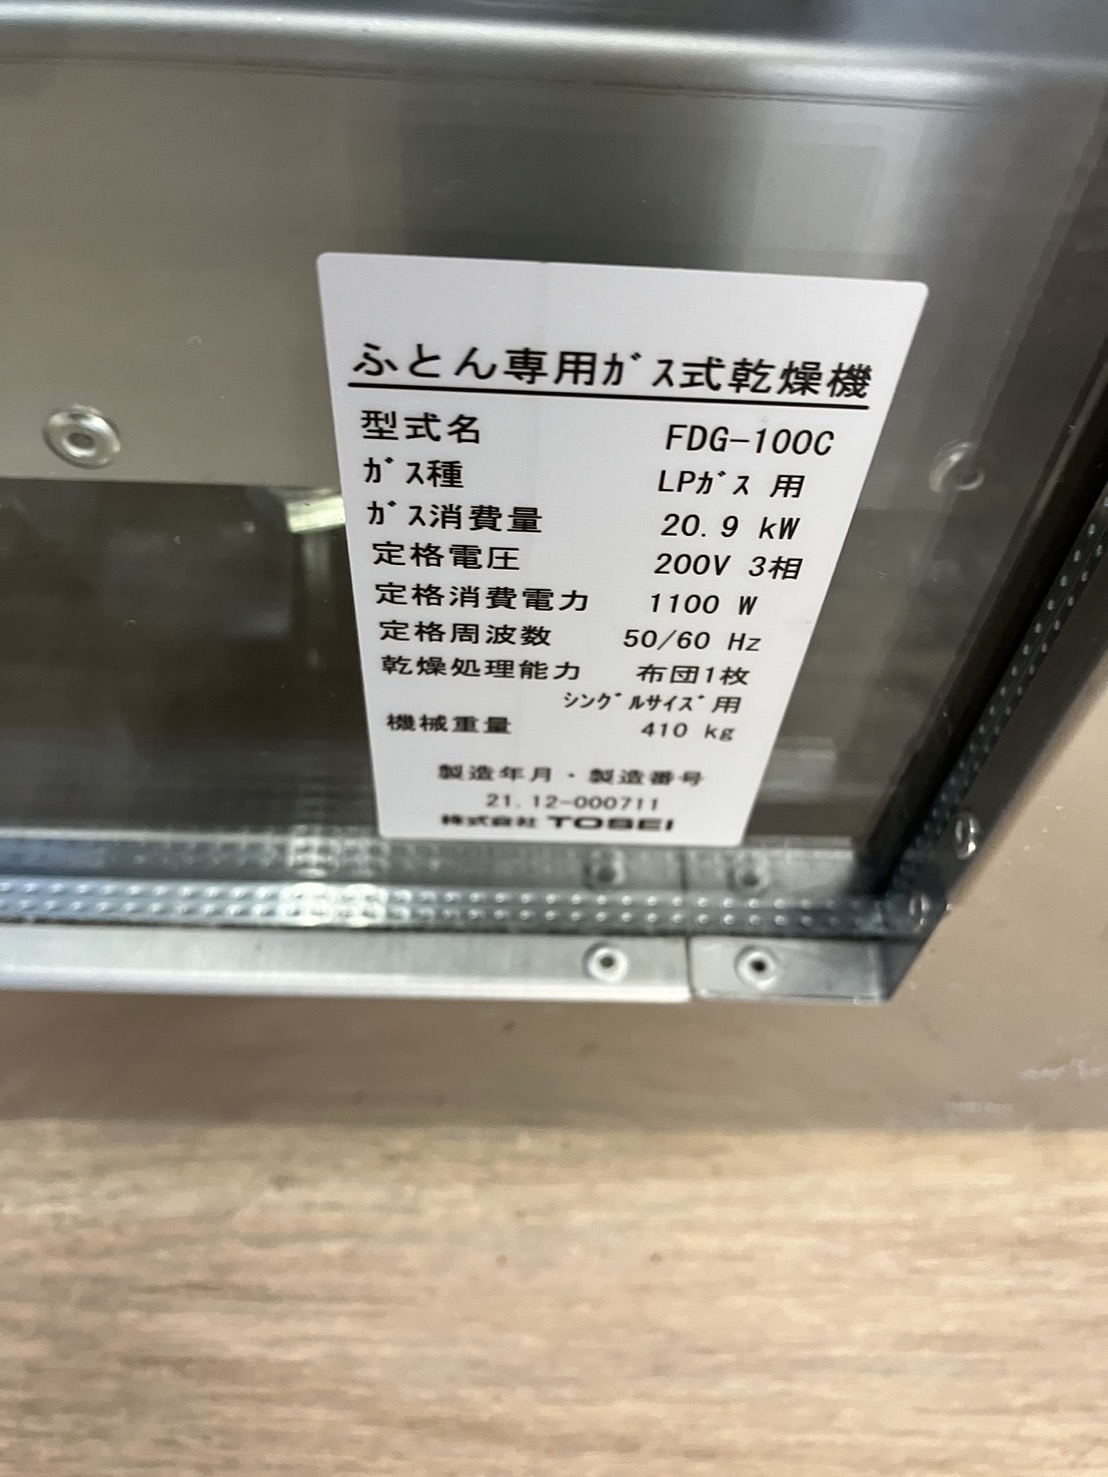 ふとん専用ｶﾞｽ式乾燥機
型式名 FDG-100C
ｶﾞｽ種 LPｶﾞｽ 用
ｶﾞｽ消費量 20.9 kW
定格電圧 200V 3相
定格消費電力 1100 W
定格周波数 50/60 Hz
乾燥処理能力 布団1枚
ｼﾝｸﾞﾙｻｲｽﾞ用
機械重量 410 kg
製造年月・製造番号
21.12-000711
株式会社 TOSEI